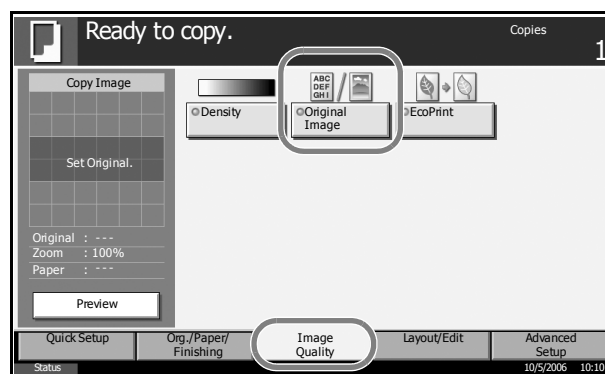 Ready to copy.
Copies
1
Copy Image
Set Original.
Original : ---
Zoom : 100%
Paper : ---
Preview
ABC
DEF
GHI
Density
Original
Image
EcoPrint
Quick Setup
Org./Paper/
Finishing
Image
Quality
Layout/Edit
Advanced
Setup
Status
10/5/2006 10:10